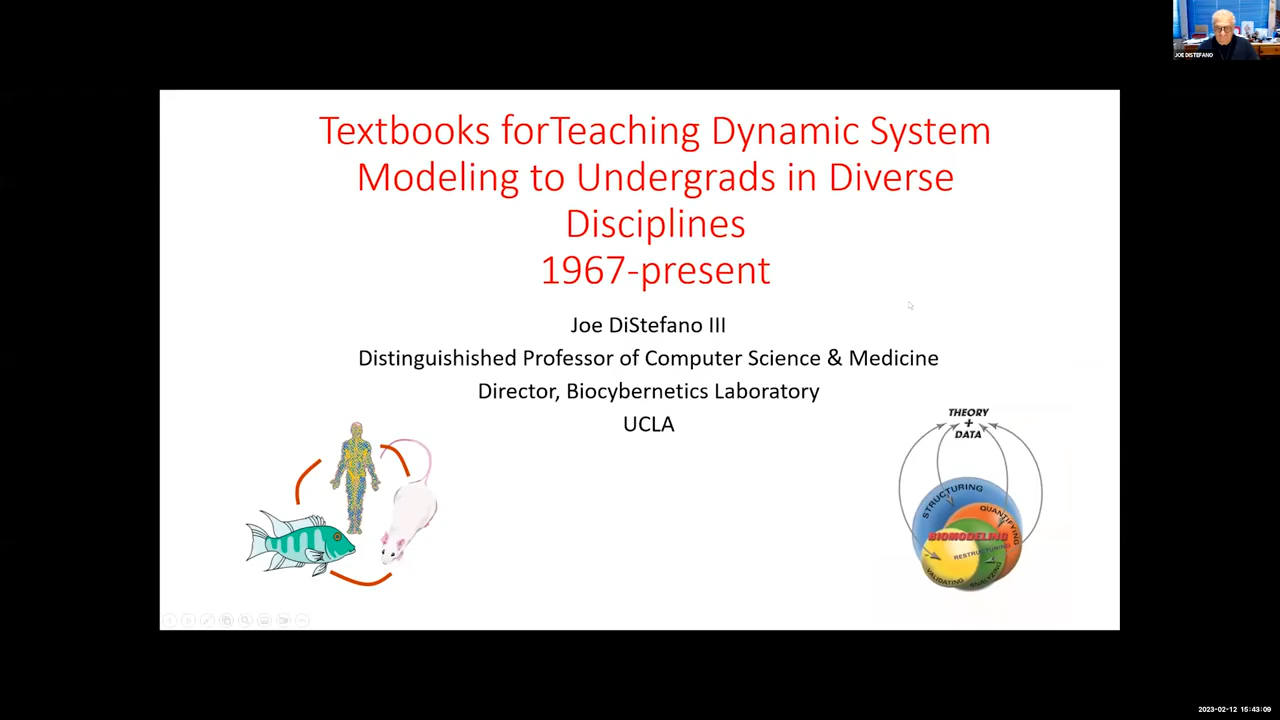 JOE DISTEFANO
Textbooks forTeaching Dynamic System
Modeling to Undergrads in Diverse
Disciplines
1967-present
Joe DiStefano III
Distinguishished Professor of Computer Science & Medicine
Director, Biocybernetics Laboratory
UCLA
THEORY
+
DATA
STRUCTURING
QUANTIFYING
BIOMODELING
RESTRUCTURING
VALIDATING
ANALYZING
2023-02-12 15:43:09